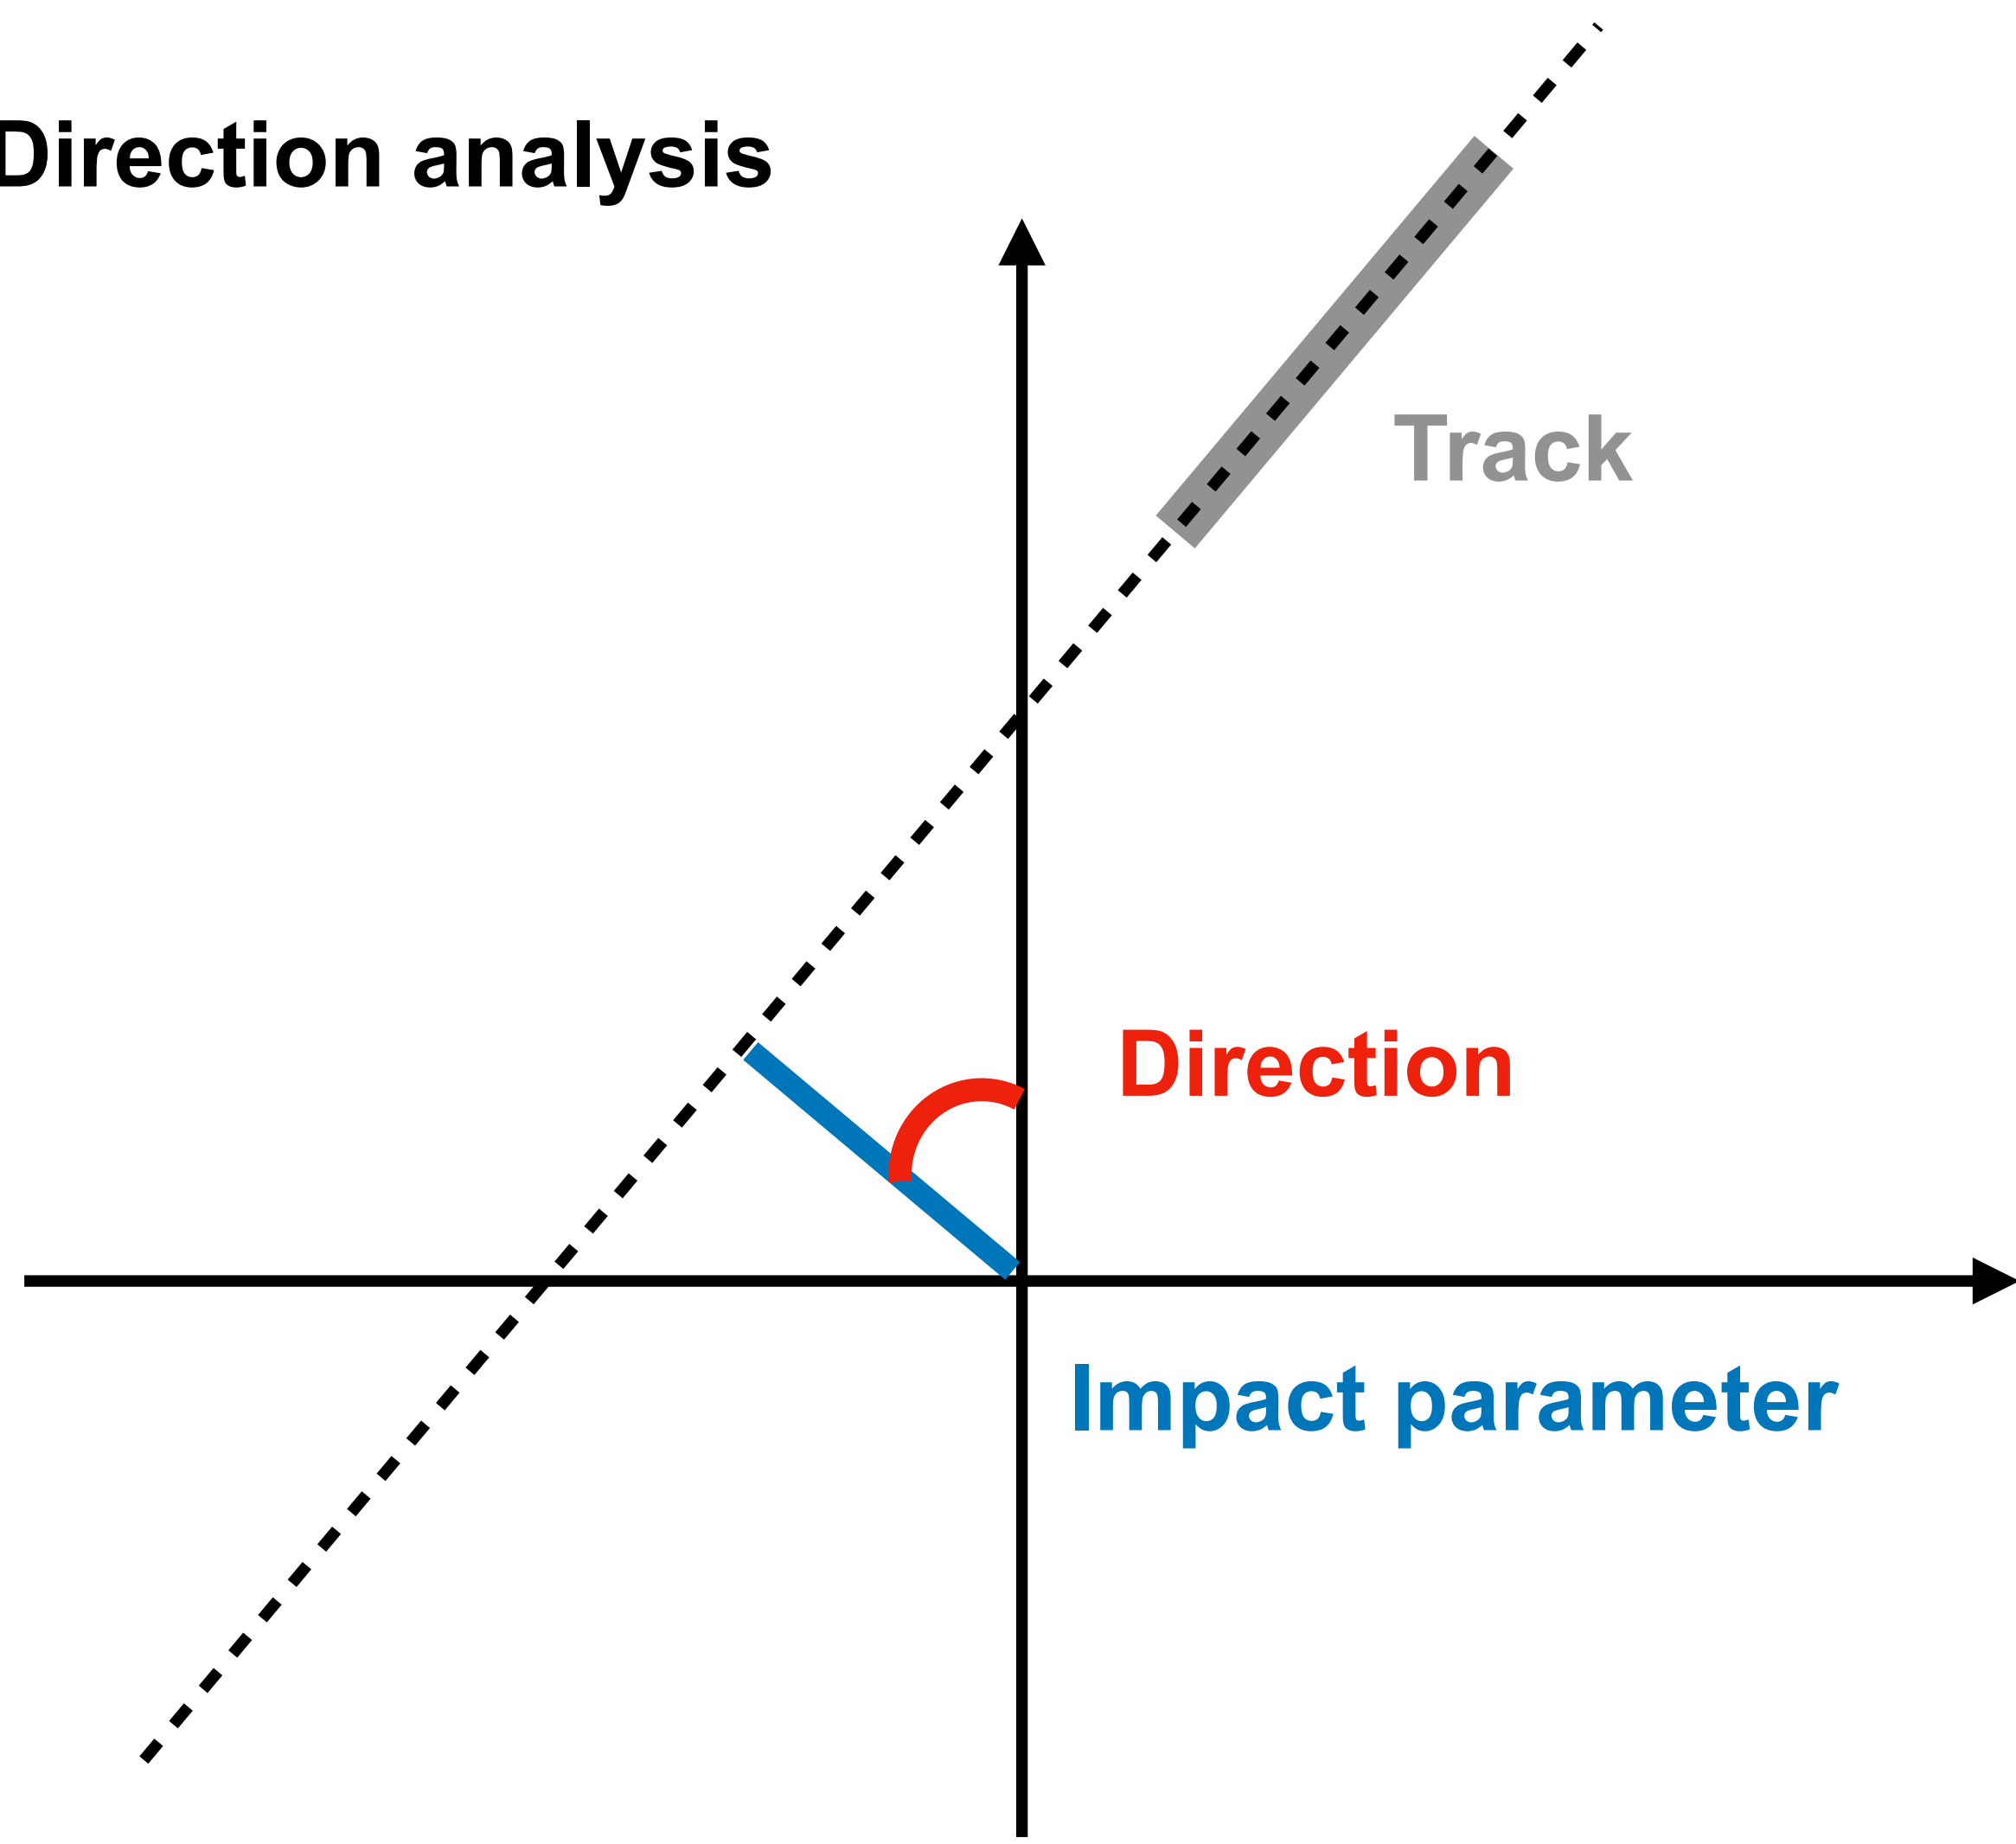 Direction analysis
Track
Direction
Impact parameter